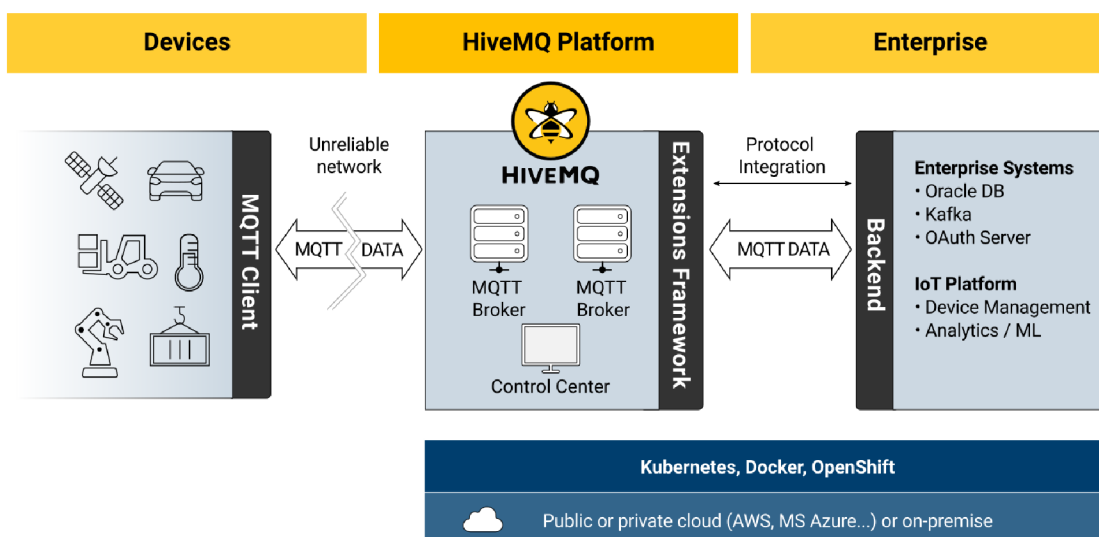 Devices
HiveMQ Platform
Enterprise
MQTT Client
Unreliable
network
MQTT DATA
HIVEMQ
MQTT
Broker
MQTT
Broker
Control Center
Extensions Framework
Protocol
Integration
MQTT DATA
Backend
Enterprise Systems
• Oracle DB
• Kafka
• OAuth Server
IoT Platform
• Device Management
• Analytics / ML
Kubernetes, Docker, OpenShift
Public or private cloud (AWS, MS Azure...) or on-premise